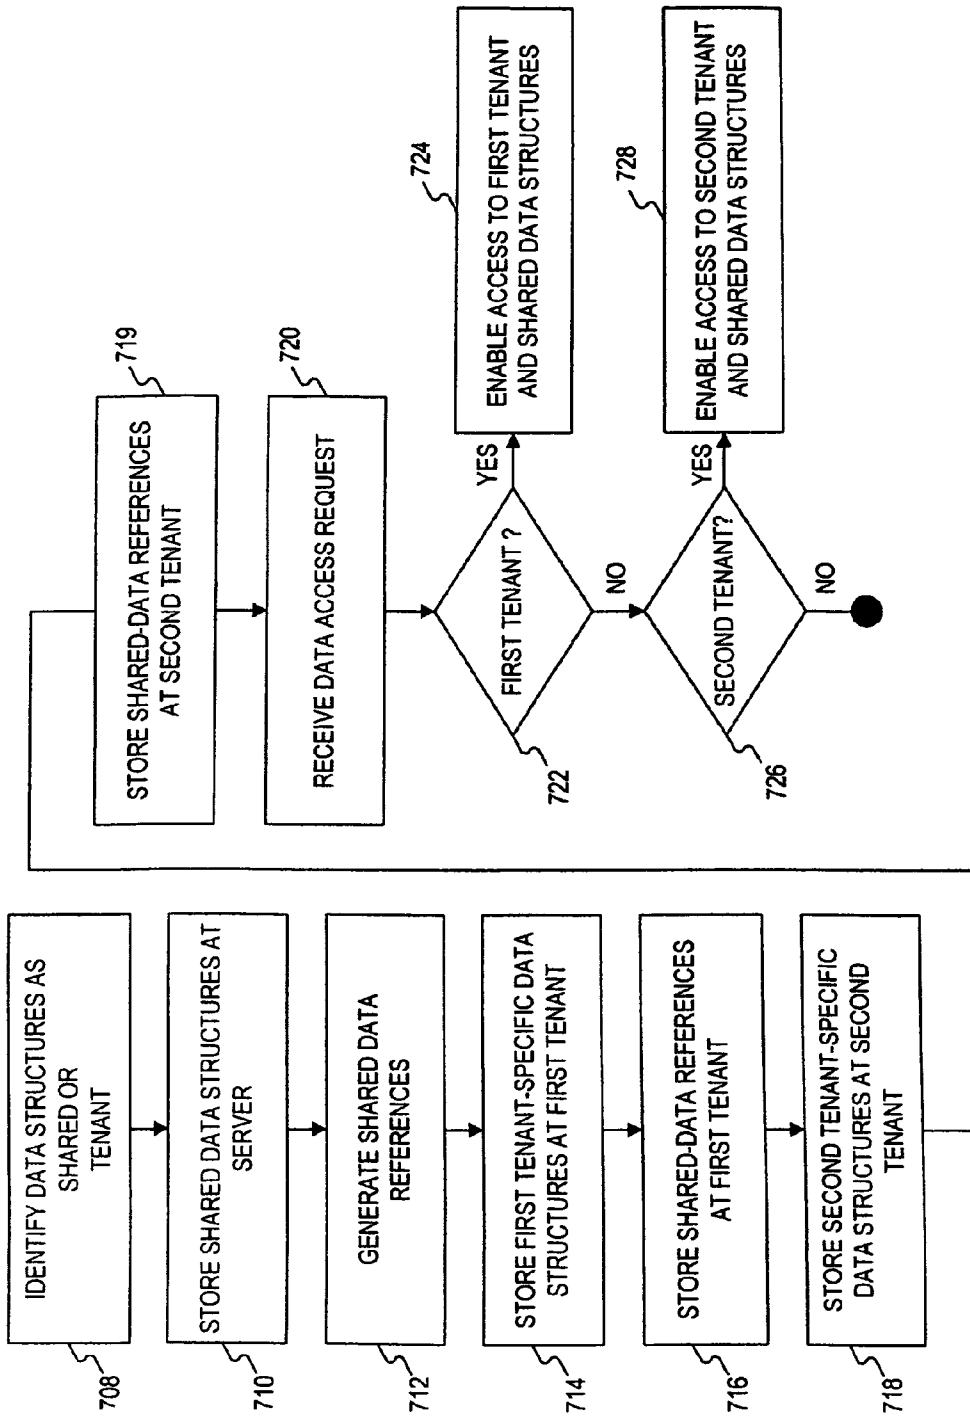 IDENTIFY DATA STRUCTURES AS
SHARED OR
TENANT
708
STORE SHARED DATA STRUCTURES AT
SERVER
710
GENERATE SHARED DATA
REFERENCES
712
STORE FIRST TENANT-SPECIFIC DATA
STRUCTURES AT FIRST TENANT
714
STORE SHARED-DATA REFERENCES
AT FIRST TENANT
716
STORE SECOND TENANT-SPECIFIC
DATA STRUCTURES AT SECOND
TENANT
718
STORE SHARED-DATA REFERENCES
AT SECOND TENANT
719
RECEIVE DATA ACCESS REQUEST
720
FIRST TENANT ?
722
YES
NO
ENABLE ACCESS TO FIRST TENANT
AND SHARED DATA STRUCTURES
724
SECOND TENANT?
726
YES
NO
ENABLE ACCESS TO SECOND TENANT
AND SHARED DATA STRUCTURES
728